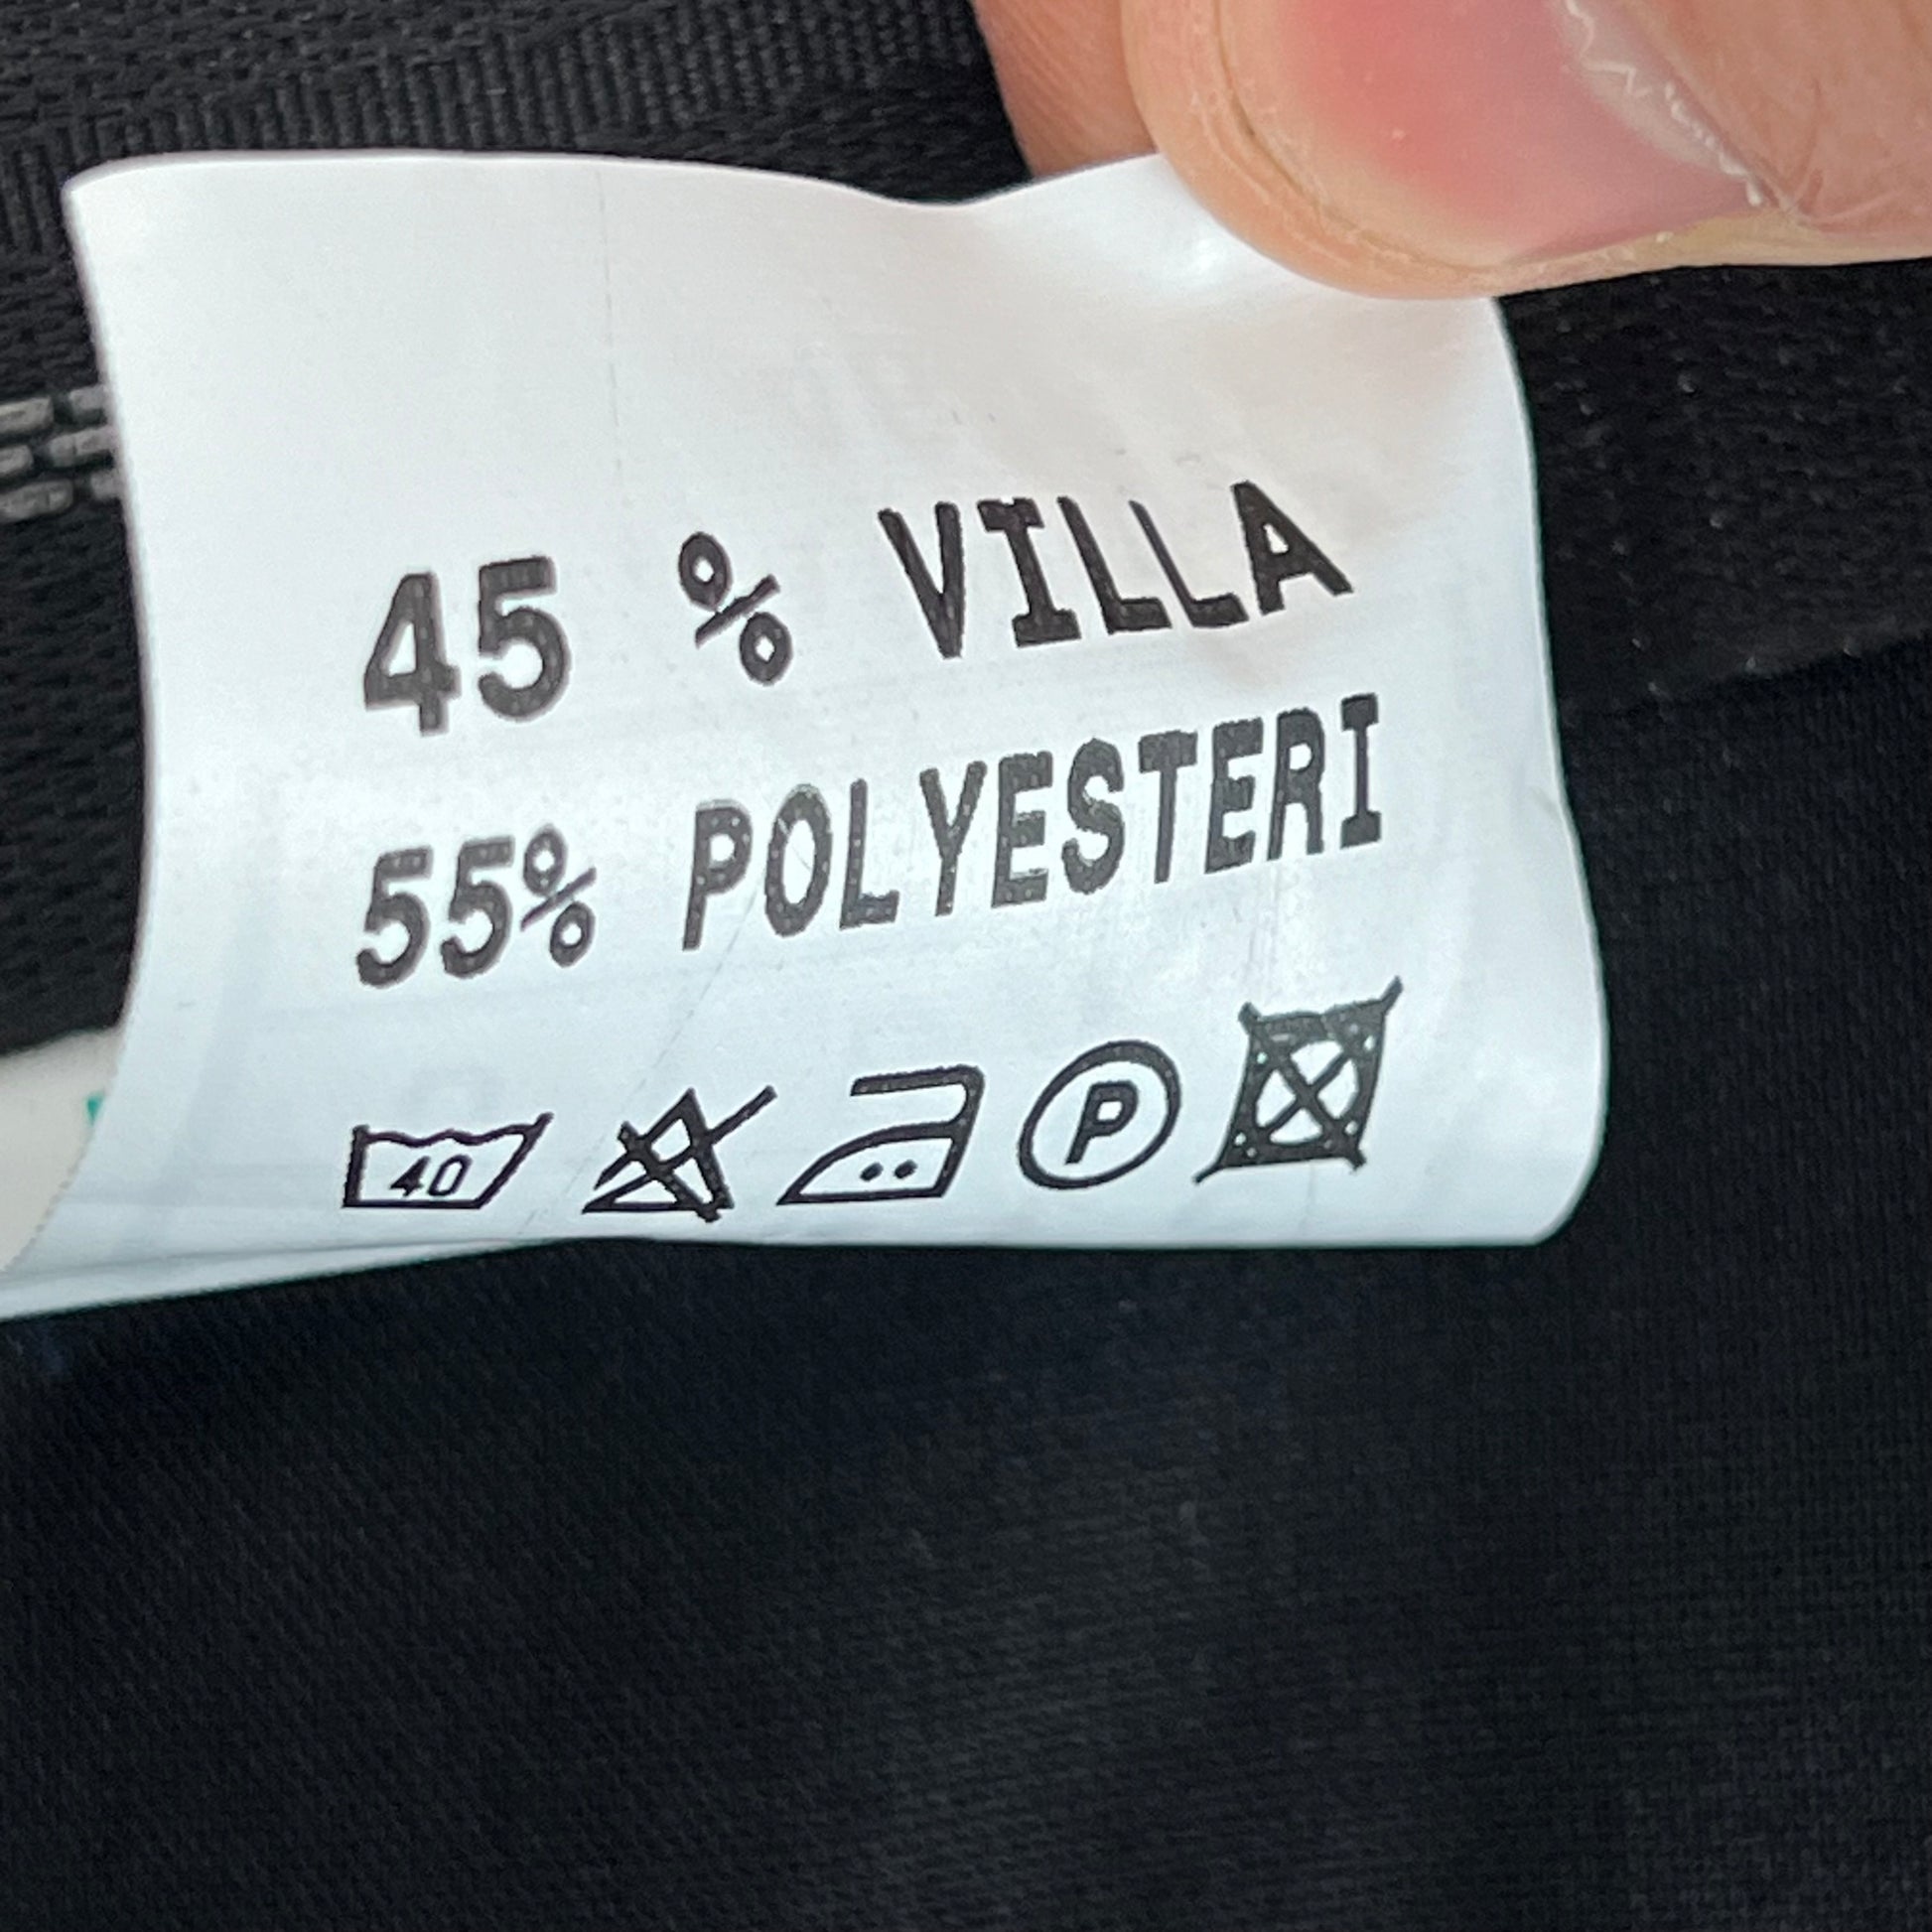 45 % VILLA
55% POLYESTERI
40 P